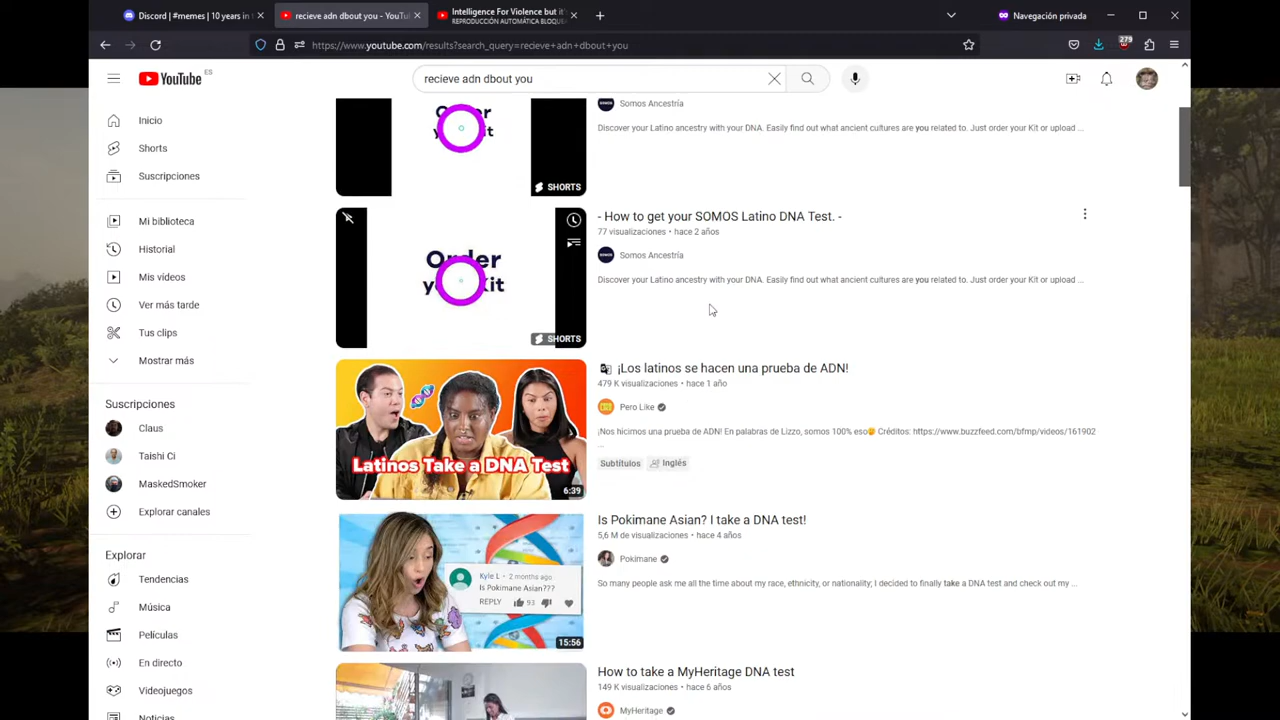 Discord | #memes | 10 years in t
recieve adn dbout you - YouTu
Intelligence For Violence but it's
REPRODUCCIÓN AUTOMÁTICA BLOQUE
Navegación privada
https://www.youtube.com/results?search_query=recieve+adn+dbout+you
279
YouTube ES
recieve adn dbout you
Inicio
Shorts
Suscripciones
Mi biblioteca
Historial
Mis vídeos
Ver más tarde
Tus clips
Mostrar más
Suscripciones
Claus
Taishi Ci
MaskedSmoker
Explorar canales
Explorar
Tendencias
Música
Películas
En directo
Videojuegos
Noticias
SHORTS
Somos Ancestría
Discover your Latino ancestry with your DNA. Easily find out what ancient cultures are you related to. Just order your Kit or upload ...
Order
your Kit
SHORTS
- How to get your SOMOS Latino DNA Test. -
77 visualizaciones • hace 2 años
SOMOS
Somos Ancestría
Discover your Latino ancestry with your DNA. Easily find out what ancient cultures are you related to. Just order your Kit or upload ...
Latinos Take a DNA Test
6:39
¡Los latinos se hacen una prueba de ADN!
479 K visualizaciones • hace 1 año
Pero Like
¡Nos hicimos una prueba de ADN! En palabras de Lizzo, somos 100% eso Créditos: https://www.buzzfeed.com/bfmp/videos/161902
...
Subtítulos
Inglés
Kyle L • 2 months ago
Is Pokimane Asian???
REPLY 93
15:56
Is Pokimane Asian? I take a DNA test!
5,6 M de visualizaciones • hace 4 años
Pokimane
So many people ask me all the time about my race, ethnicity, or nationality; I decided to finally take a DNA test and check out my ...
How to take a MyHeritage DNA test
149 K visualizaciones • hace 6 años
MyHeritage